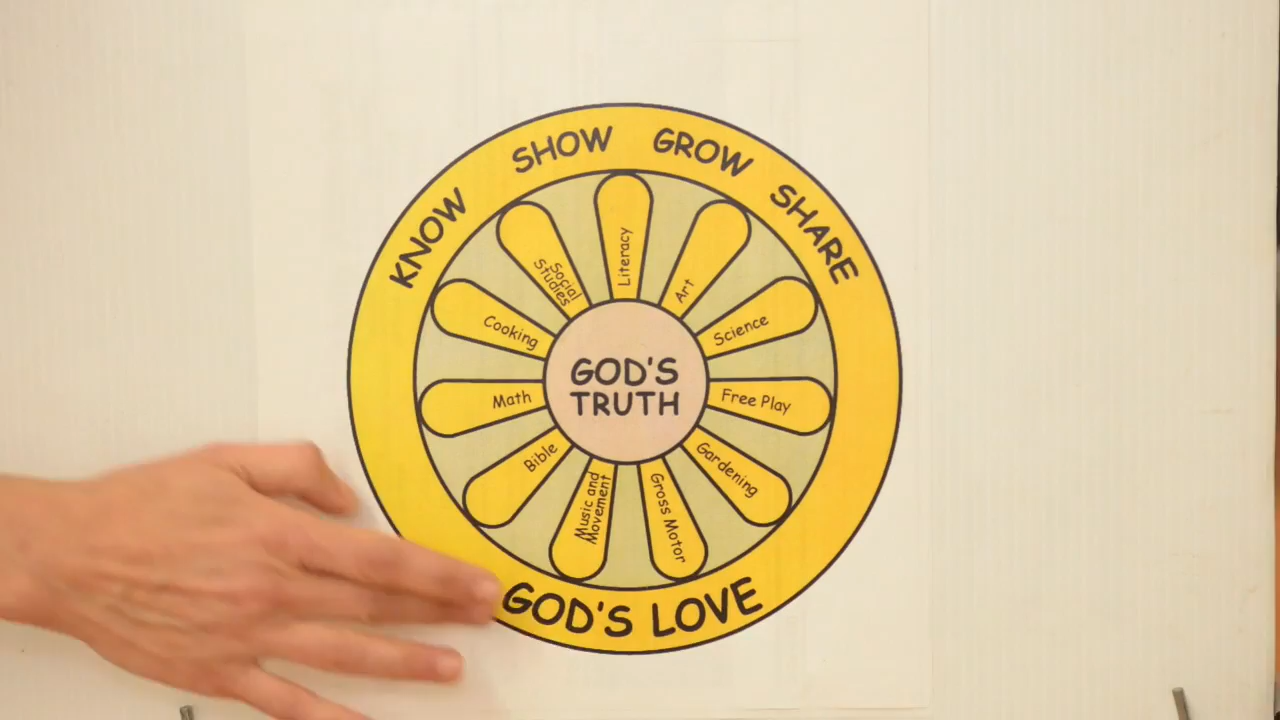 KNOW SHOW GROW SHARE
Literacy
Art
Science
Free Play
Gardening
Gross Motor
Music and
Movement
Bible
Math
Cooking
Social
Studies
GOD'S
TRUTH
GOD'S LOVE